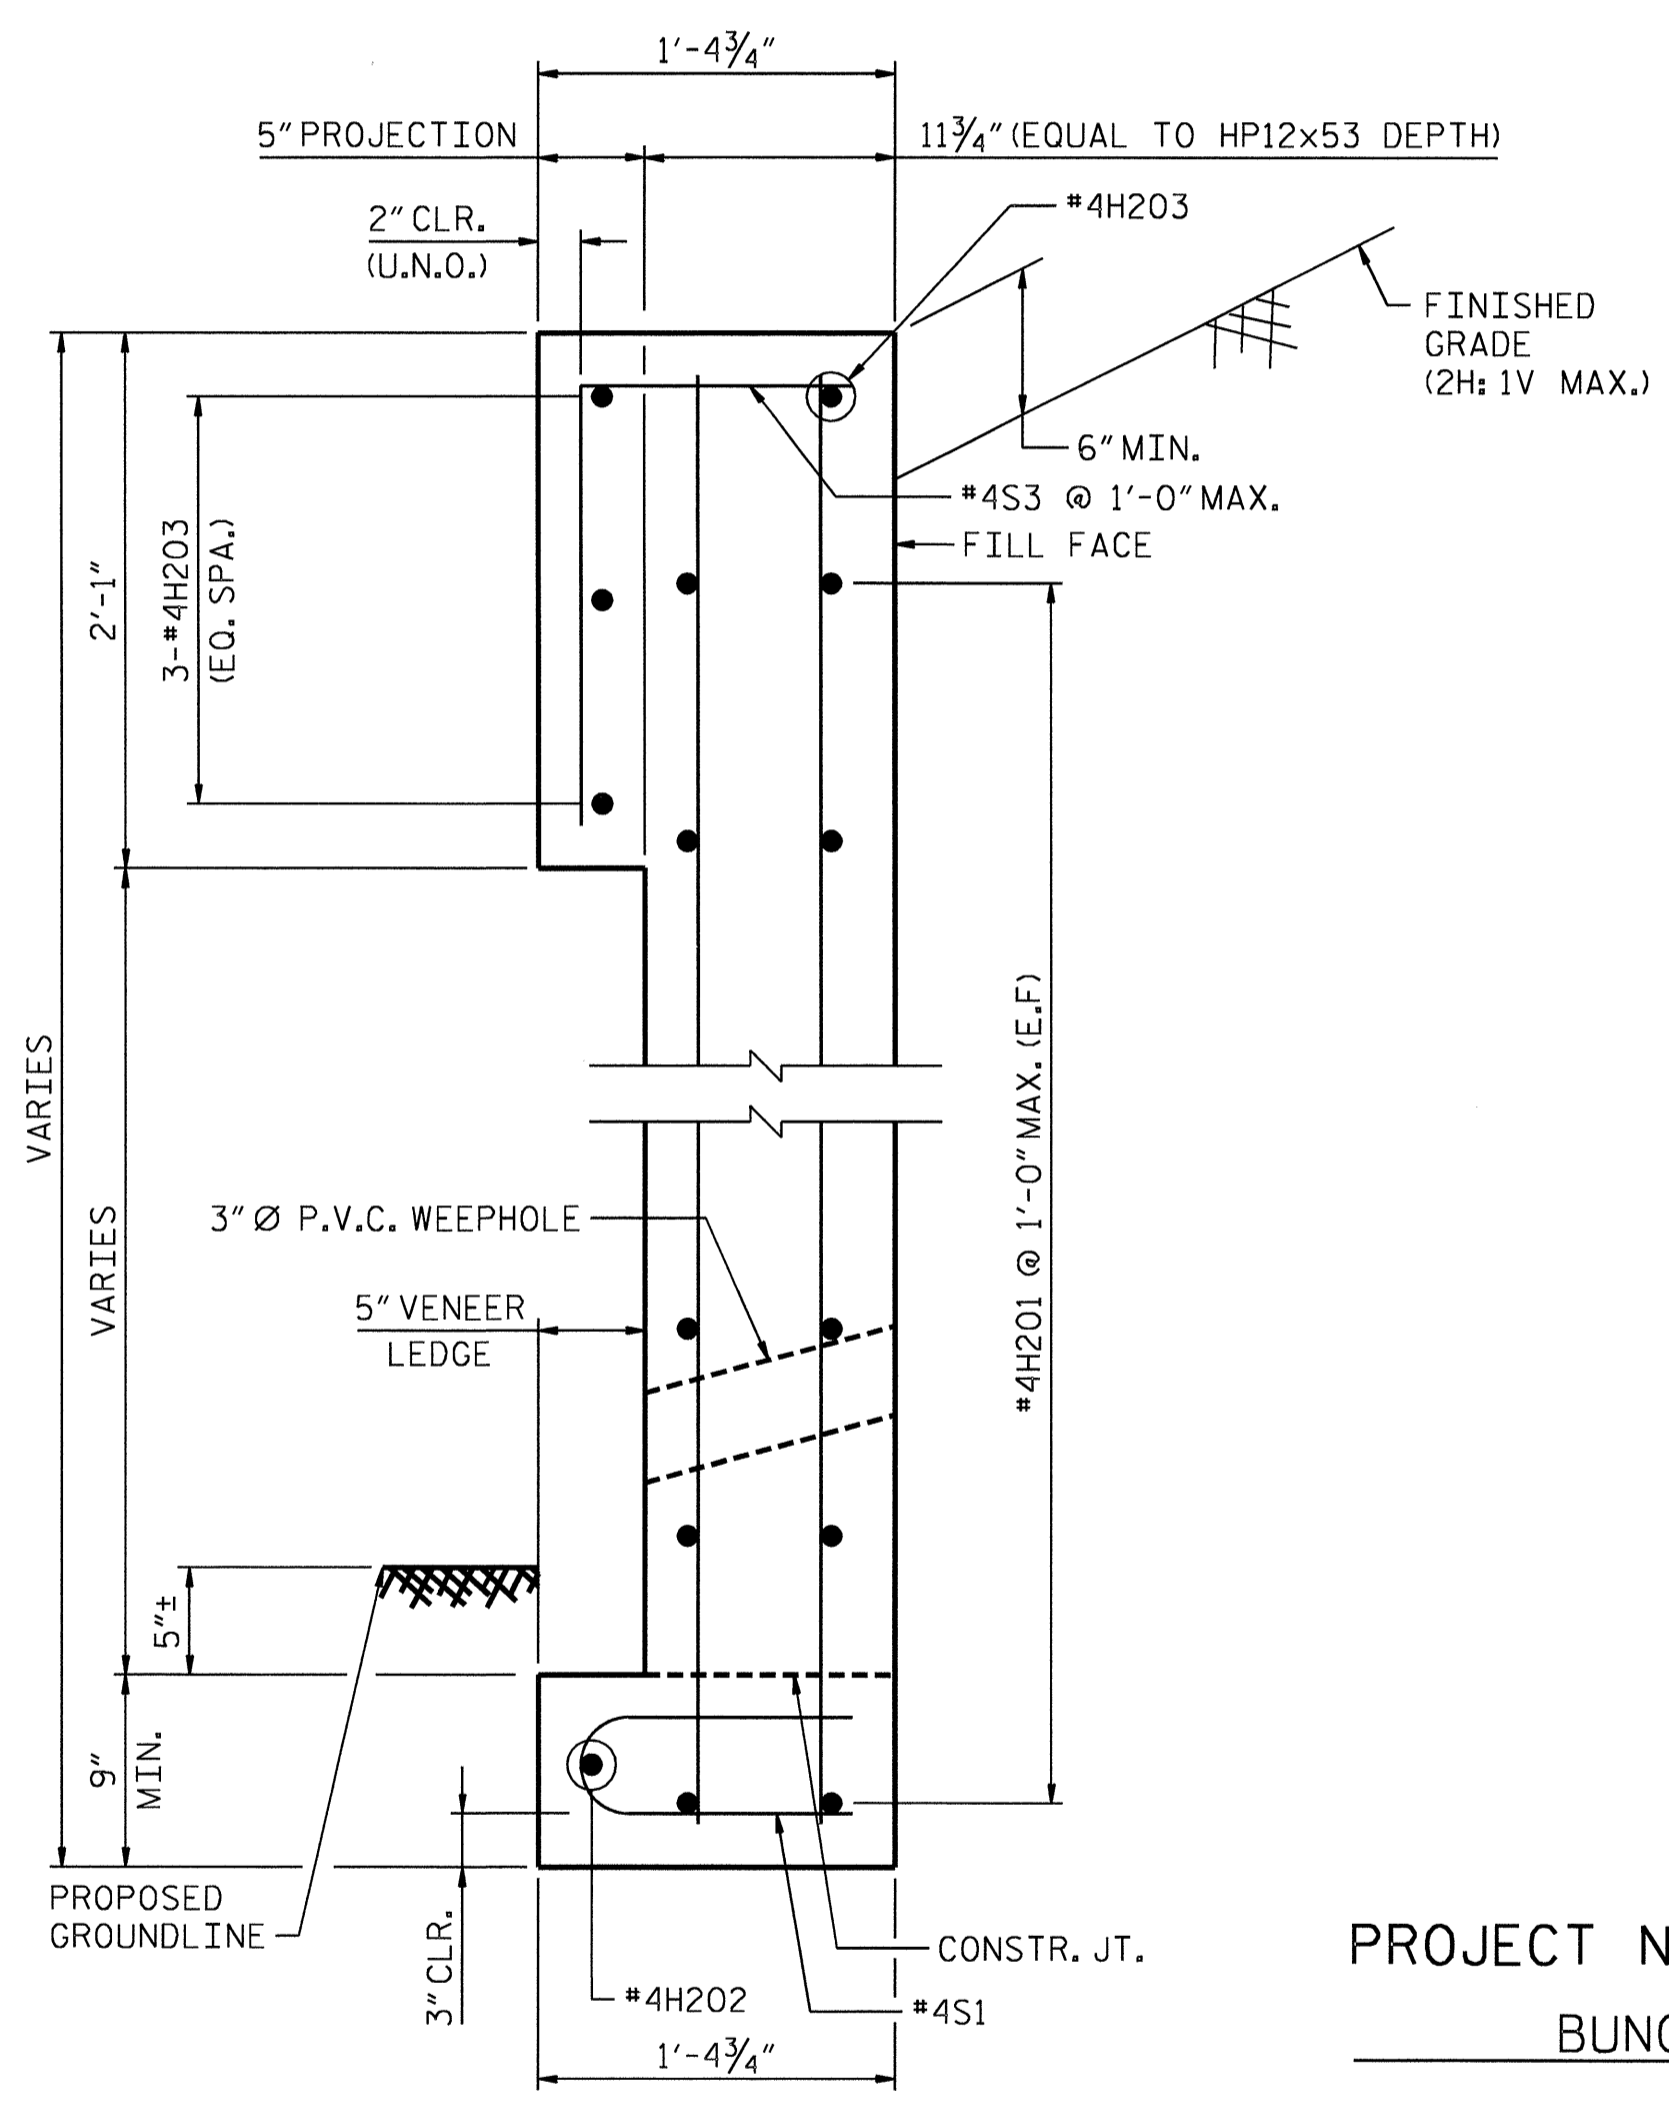 1'-4¾"
5" PROJECTION
11¾" (EQUAL TO HP12x53 DEPTH)
2" CLR.
(U.N.O.)
#4H203
FINISHED
GRADE
(2H: 1V MAX.)
6" MIN.
#4S3 @ 1'-0" MAX.
FILL FACE
2'-1"
3-#4H203
(EQ. SPA.)
VARIES
VARIES
#4H201 @ 1'-0" MAX. (E.F)
3" Ø P.V.C. WEEPHOLE
5" VENEER
LEDGE
5"±
9"
MIN.
PROPOSED
GROUNDLINE
3" CLR.
CONSTR. JT.
#4H202
#4S1
1'-4¾"
PROJECT N
BUNC